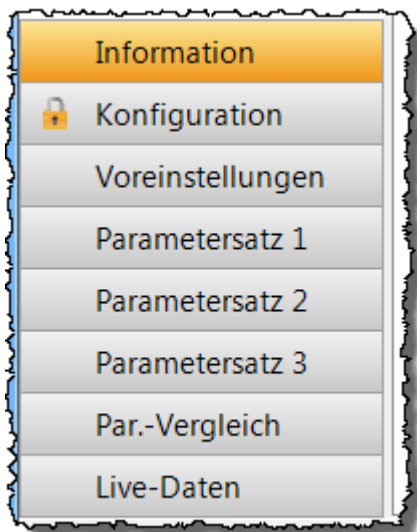 Information
Konfiguration
Voreinstellungen
Parametersatz 1
Parametersatz 2
Parametersatz 3
Par.-Vergleich
Live-Daten